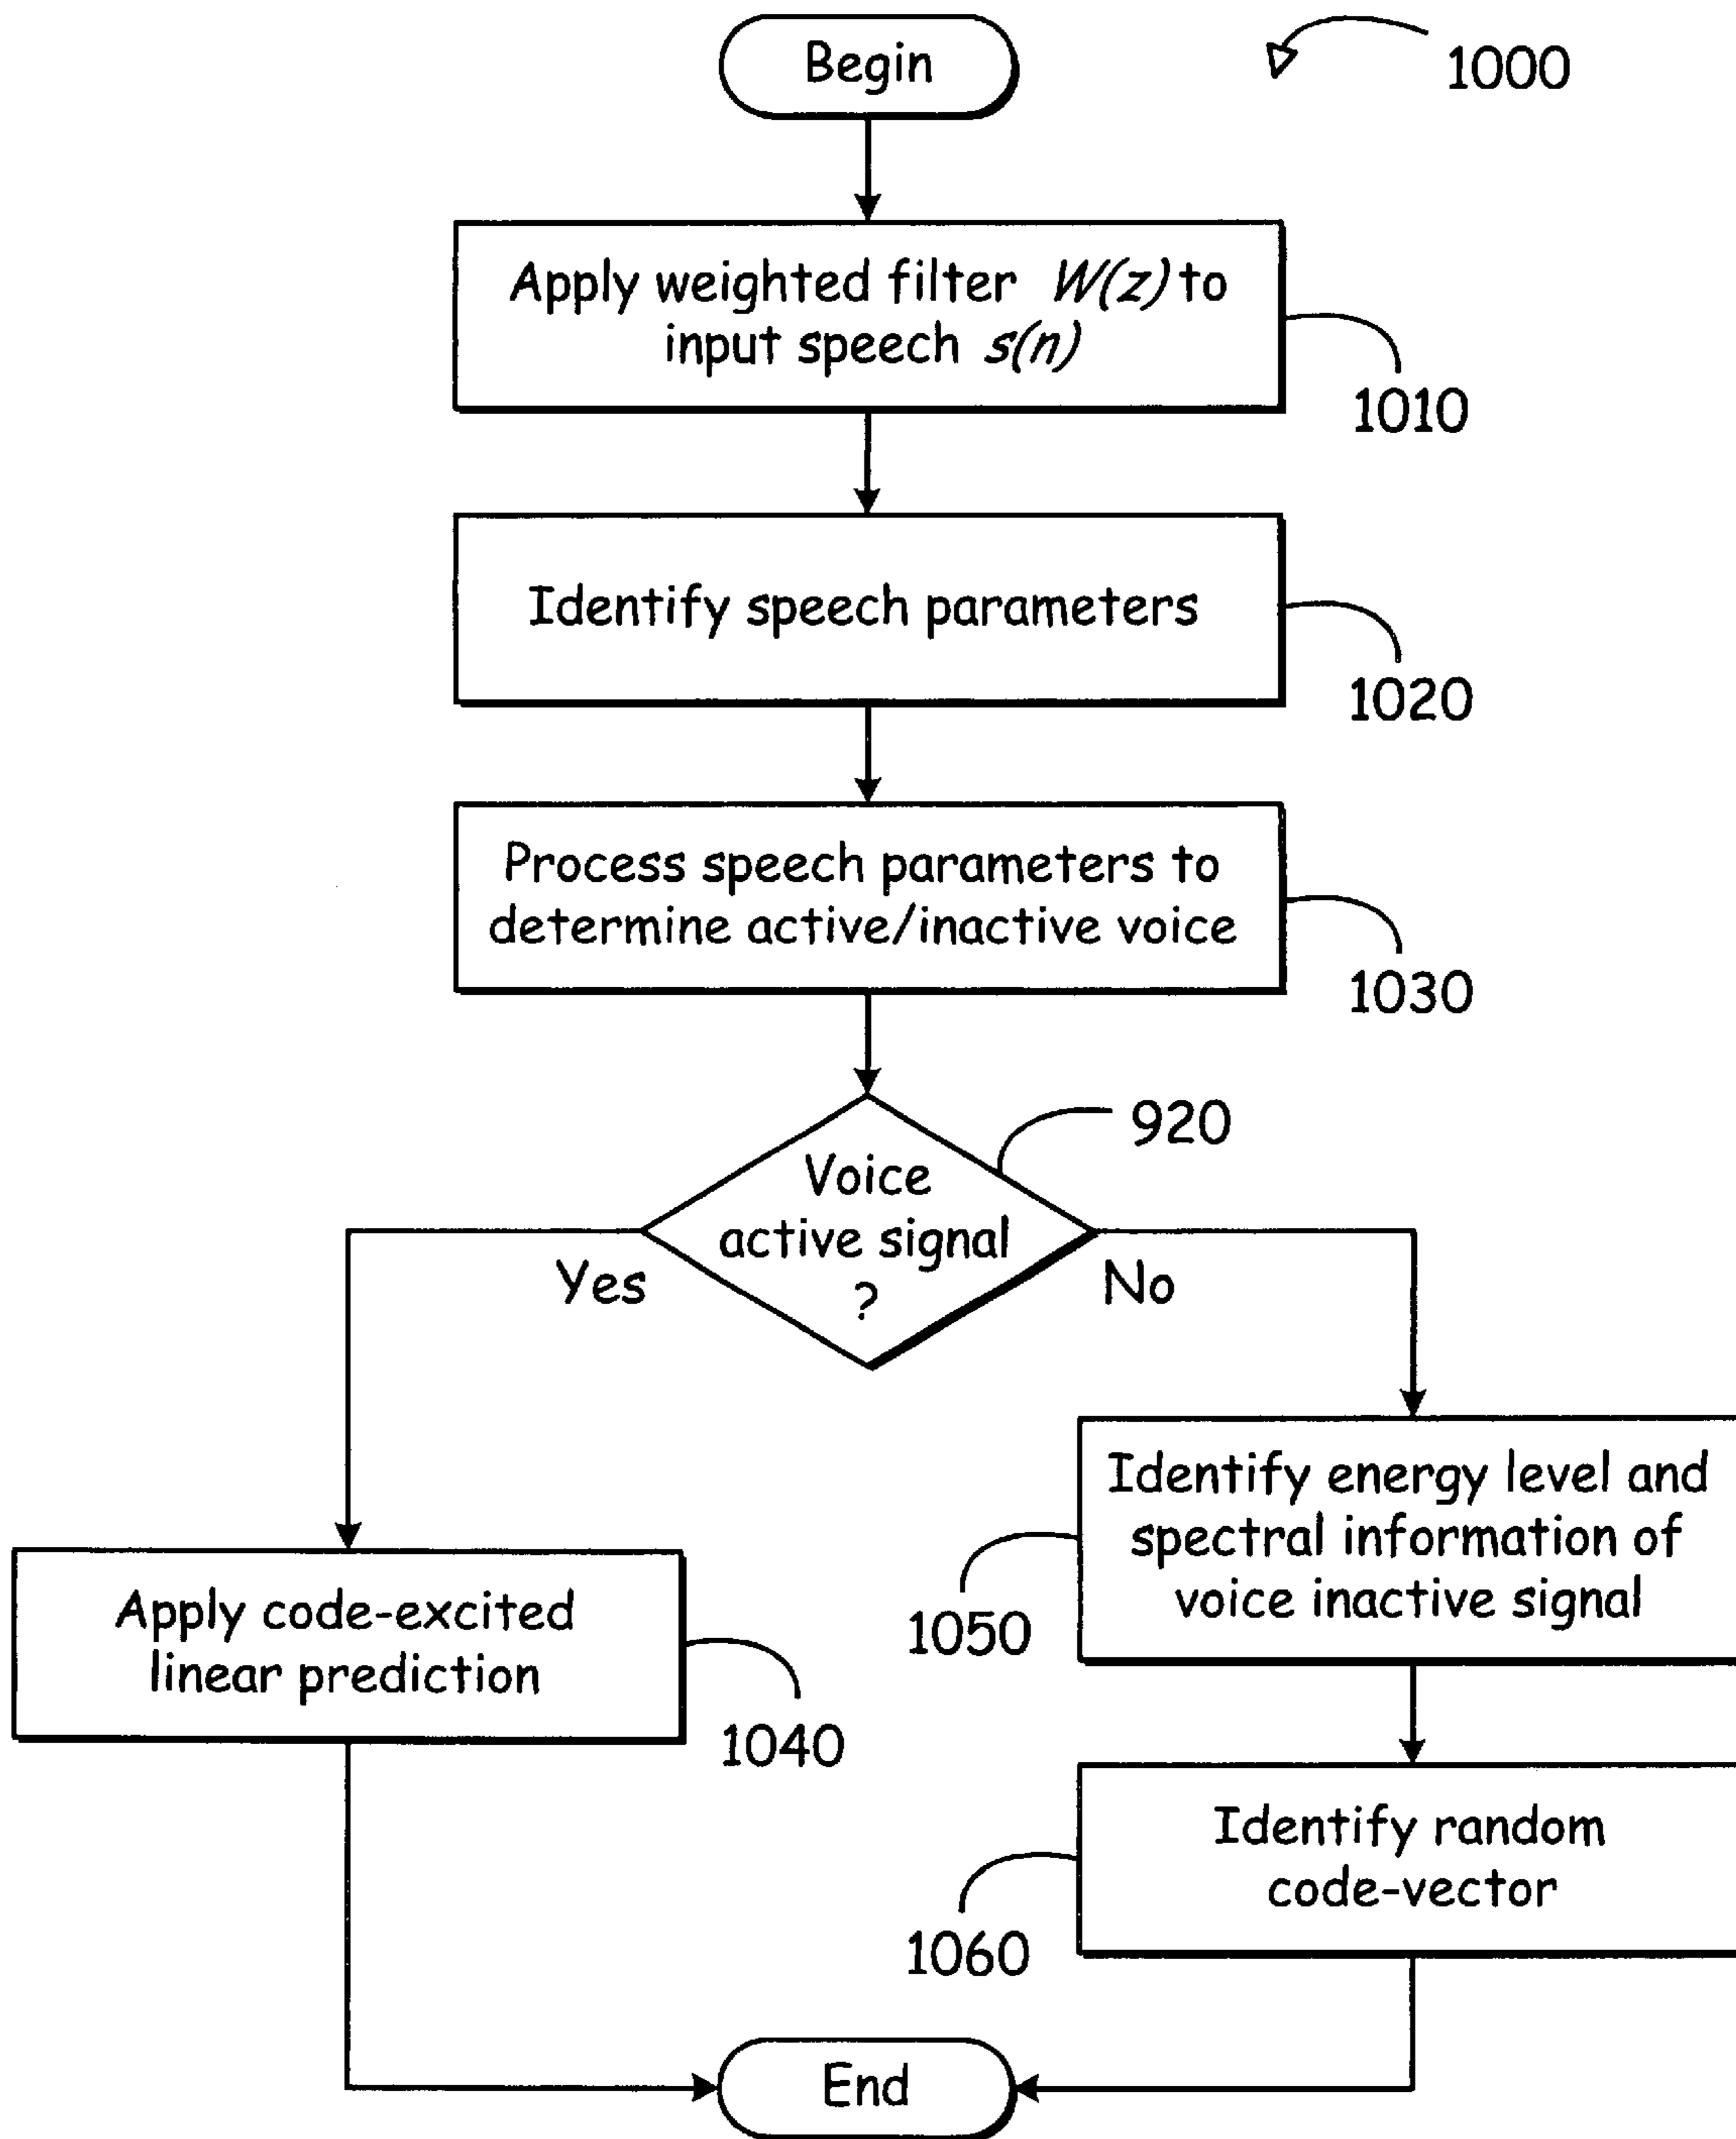 Begin
1000
Apply weighted filter W(z) to
input speech s(n)
1010
Identify speech parameters
1020
Process speech parameters to
determine active/inactive voice
1030
920
Voice
active signal
?
Yes
No
Identify energy level and
spectral information of
voice inactive signal
1050
Apply code-excited
linear prediction
1040
Identify random
code-vector
1060
End